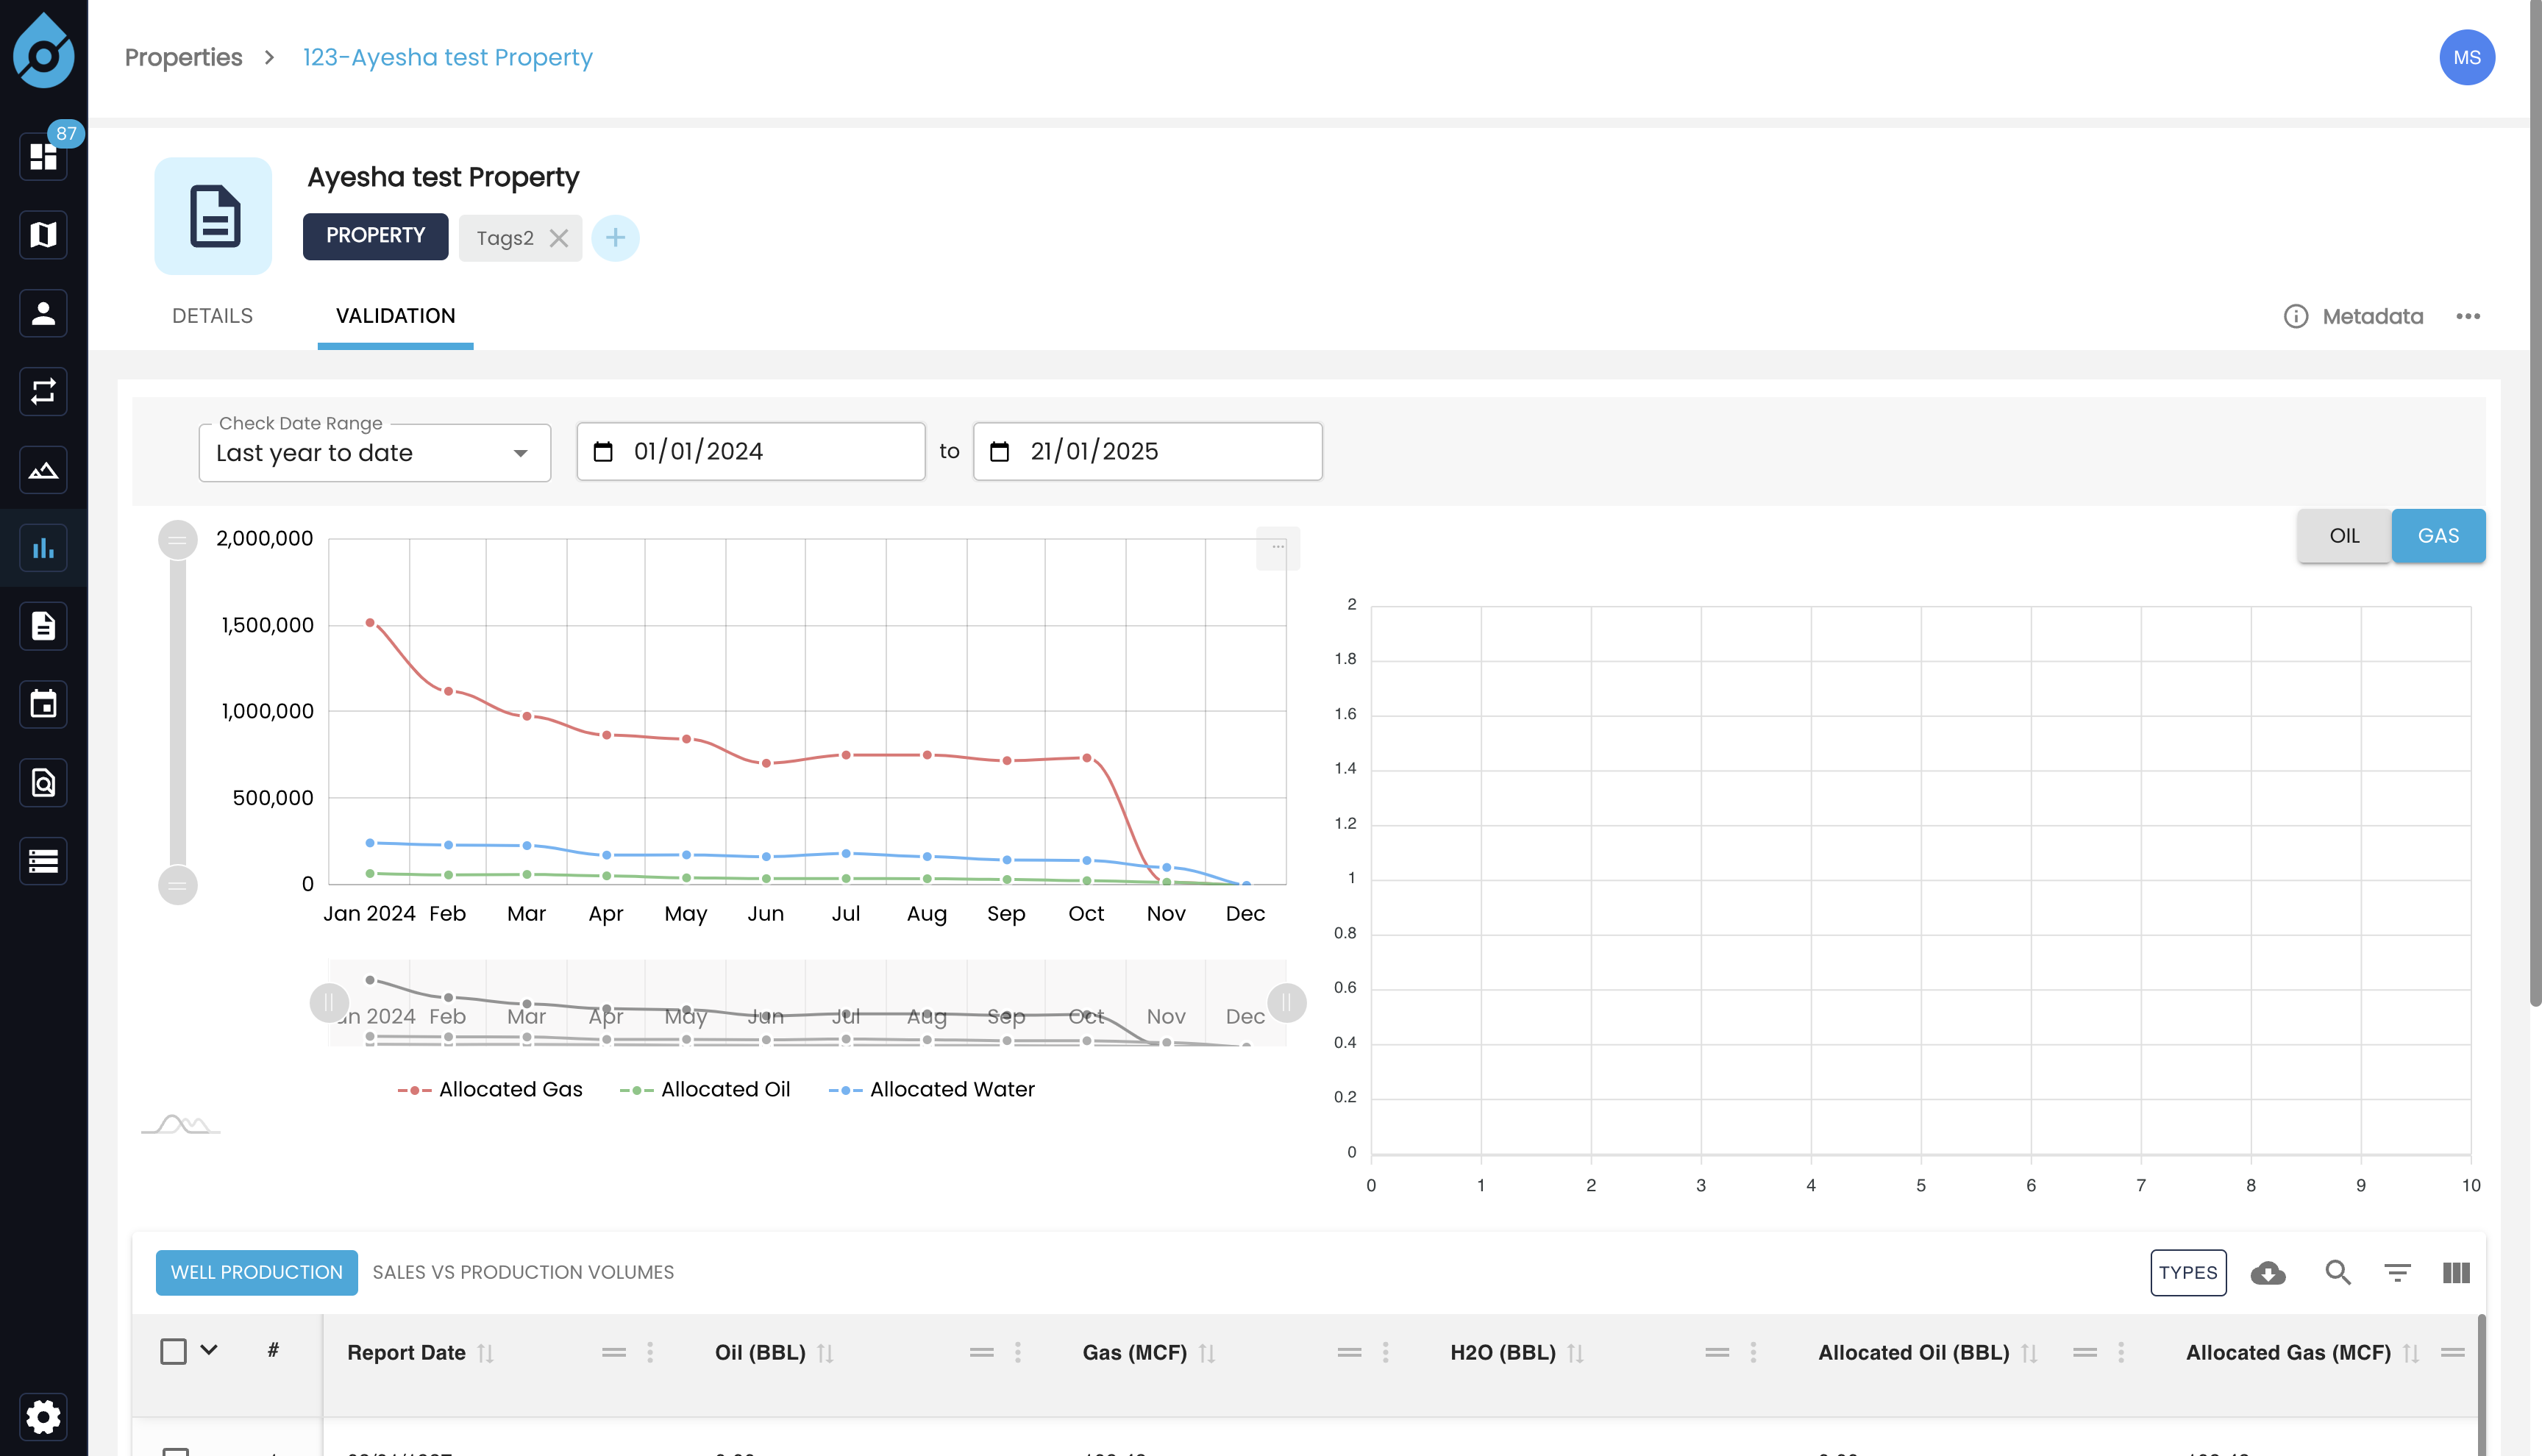 Properties > 123-Ayesha test Property
MS
87
Ayesha test Property
PROPERTY Tags2
DETAILS VALIDATION Metadata
Check Date Range
Last year to date 01/01/2024 to 21/01/2025
OIL GAS
2,000,000
1,500,000
1,000,000
500,000
0
Jan 2024 Feb Mar Apr May Jun Jul Aug Sep Oct Nov Dec
an 2024 Feb Mar Apr May Jun Jul Aug Sep Oct Nov Dec
Allocated Gas Allocated Oil Allocated Water
2
1.8
1.6
1.4
1.2
1
0.8
0.6
0.4
0.2
0
0 1 2 3 4 5 6 7 8 9 10
WELL PRODUCTION SALES VS PRODUCTION VOLUMES TYPES
# Report Date Oil (BBL) Gas (MCF) H2O (BBL) Allocated Oil (BBL) Allocated Gas (MCF)